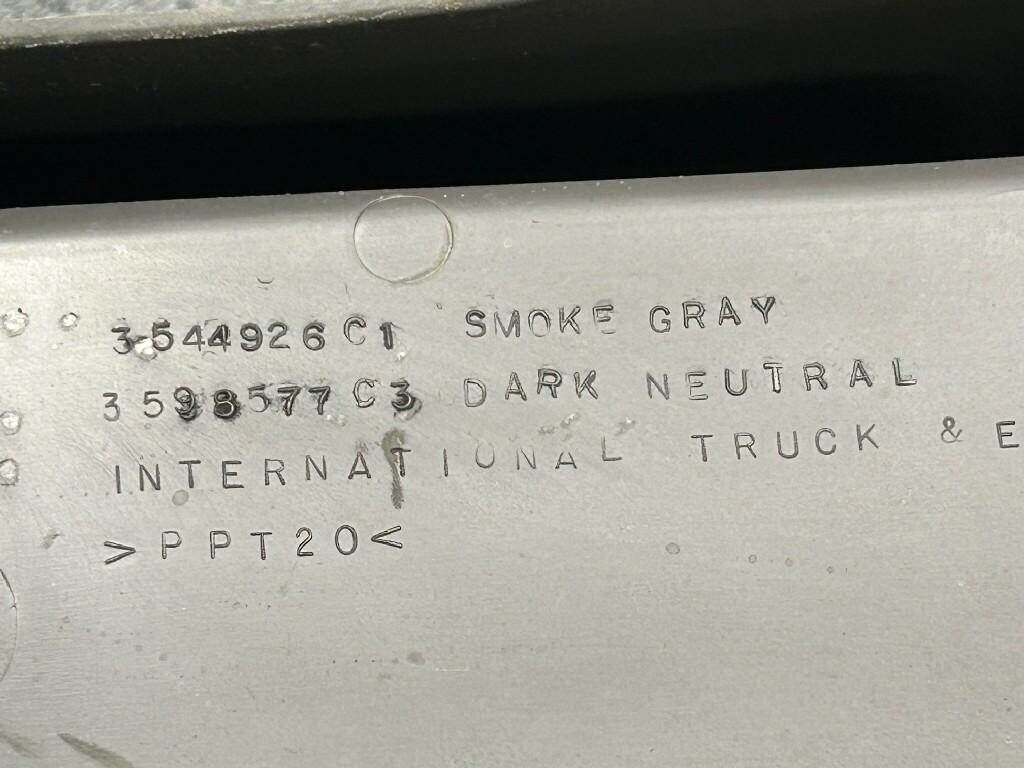 3544926C1 SMOKE GRAY
3598577C3 DARK NEUTRAL
INTERNATIONAL TRUCK & E
>PPT20<